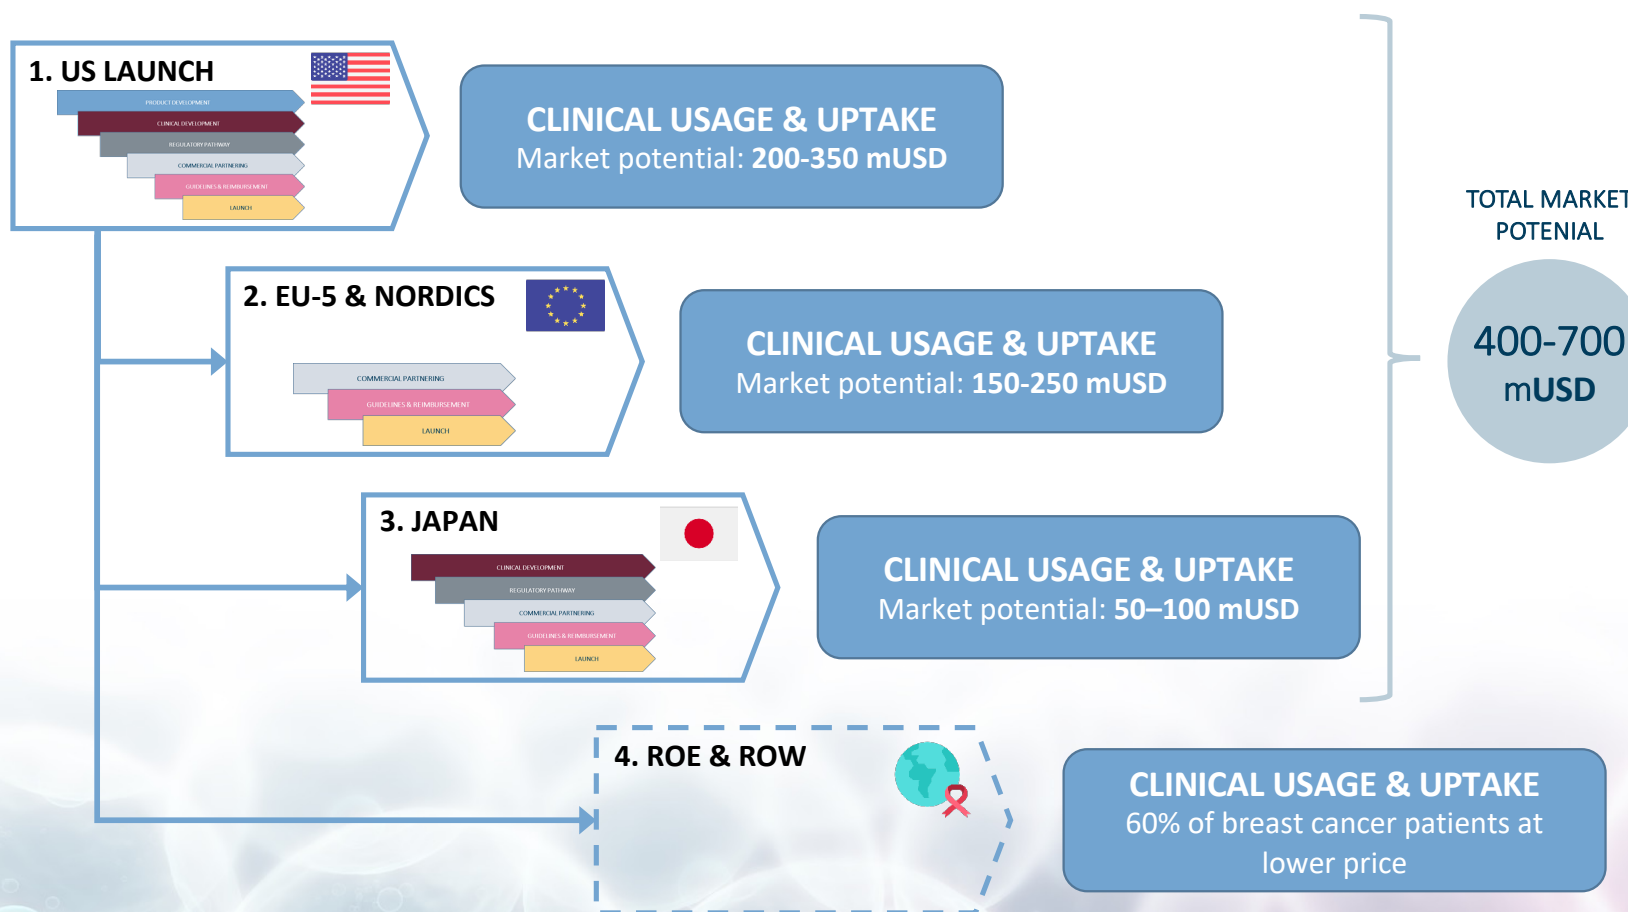 1. US LAUNCH
PRODUCT DEVELOPMENT
CLINICAL DEVELOPMENT
REGULATORY PATHWAY
COMMERCIAL PARTNERING
GUIDELINES & REIMBURSEMENT
LAUNCH
CLINICAL USAGE & UPTAKE
Market potential: 200-350 mUSD
2. EU-5 & NORDICS
COMMERCIAL PARTNERING
GUIDELINES & REIMBURSEMENT
LAUNCH
CLINICAL USAGE & UPTAKE
Market potential: 150-250 mUSD
3. JAPAN
CLINICAL DEVELOPMENT
REGULATORY PATHWAY
COMMERCIAL PARTNERING
GUIDELINES & REIMBURSEMENT
LAUNCH
CLINICAL USAGE & UPTAKE
Market potential: 50–100 mUSD
4. ROE & ROW
CLINICAL USAGE & UPTAKE
60% of breast cancer patients at
lower price
TOTAL MARKET
POTENIAL
400-700
mUSD